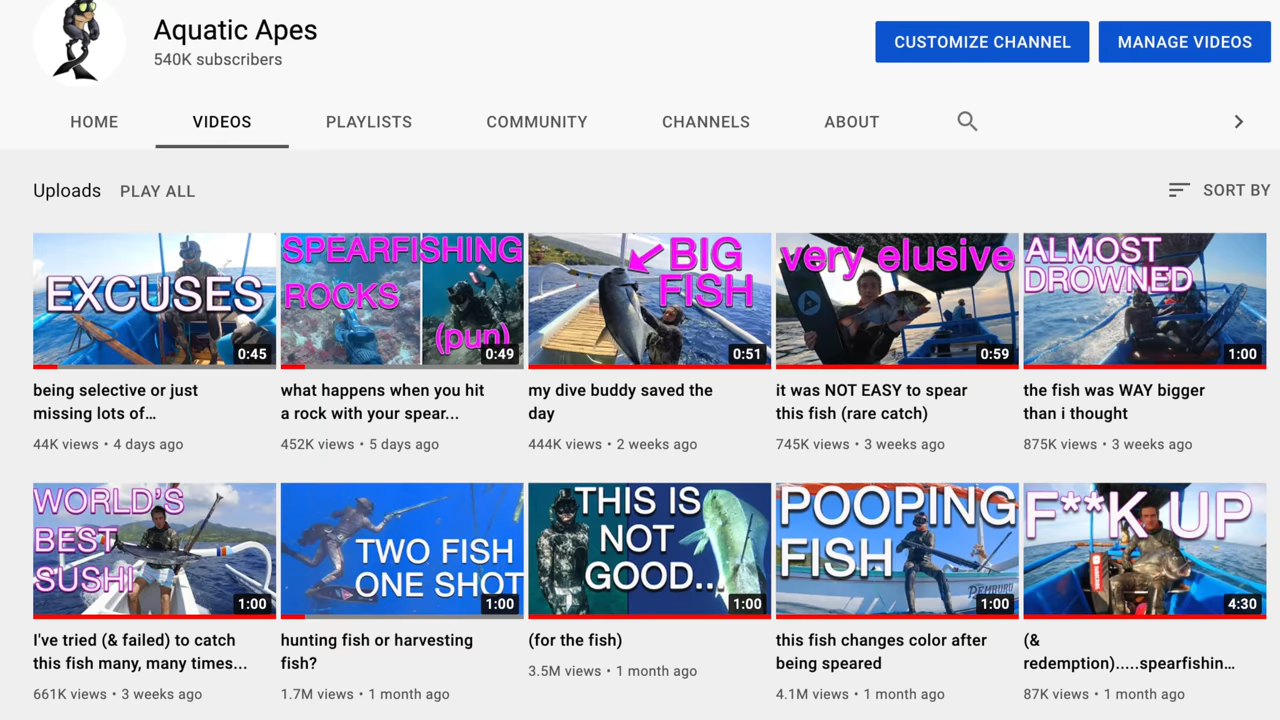 Aquatic Apes
540K subscribers
CUSTOMIZE CHANNEL
MANAGE VIDEOS
HOME
VIDEOS
PLAYLISTS
COMMUNITY
CHANNELS
ABOUT
Uploads
PLAY ALL
SORT BY
EXCUSES
0:45
being selective or just
missing lots of...
44K views • 4 days ago
SPEARFISHING
ROCKS
(pun)
0:49
what happens when you hit
a rock with your spear...
452K views • 5 days ago
BIG
FISH
0:51
my dive buddy saved the
day
444K views • 2 weeks ago
very elusive
0:59
it was NOT EASY to spear
this fish (rare catch)
745K views • 3 weeks ago
ALMOST
DROWNED
1:00
the fish was WAY bigger
than i thought
875K views • 3 weeks ago
WORLD'S
BEST
SUSHI
1:00
I've tried (& failed) to catch
this fish many, many times...
661K views • 3 weeks ago
TWO FISH
ONE SHOT
1:00
hunting fish or harvesting
fish?
1.7M views • 1 month ago
THIS IS
NOT
GOOD...
1:00
(for the fish)
3.5M views • 1 month ago
POOPING
FISH
1:00
this fish changes color after
being speared
4.1M views • 1 month ago
F**K UP
4:30
(&
redemption).....spearfishin...
87K views • 1 month ago